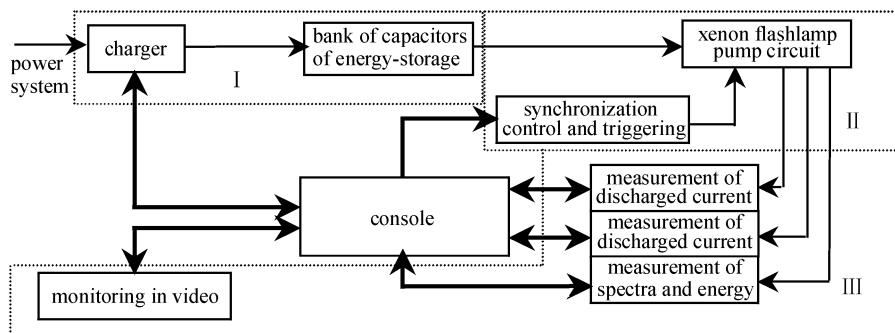 charger
bank of capacitors
of energy-storage
xenon flashlamp
pump circuit
power
system
I
synchronization
control and triggering
II
console
measurement of
discharged current
measurement of
discharged current
measurement of
spectra and energy
III
monitoring in video